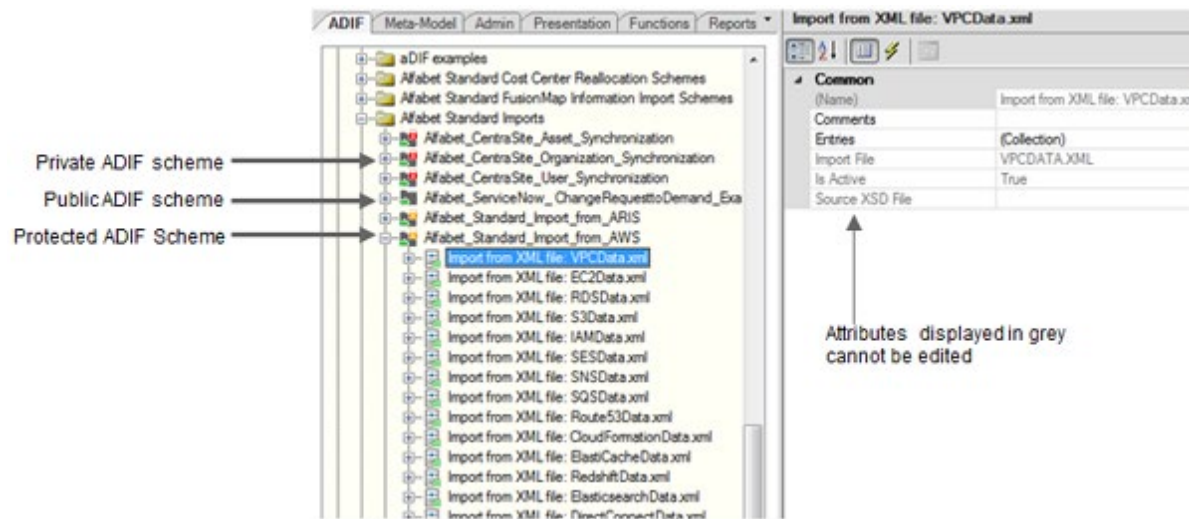 ADIF Meta-Model Admin Presentation Functions Reports
aDIF examples
Alfabet Standard Cost Center Reallocation Schemes
Alfabet Standard FusionMap Information Import Schemes
Alfabet Standard Imports
Alfabet_CentraSite_Asset_Synchronization
Private ADIF scheme
Alfabet_CentraSite_Organization_Synchronization
Alfabet_CentraSite_User_Synchronization
Public ADIF scheme
Alfabet_ServiceNow_ ChangeRequesttoDemand_Exa
Alfabet_Standard_Import_from_ARIS
Protected ADIF Scheme
Alfabet_Standard_Import_from_AWS
Import from XML file: VPCData.xml
Import from XML file: EC2Data.xml
Import from XML file: RDSData.xml
Import from XML file: S3Data.xml
Import from XML file: IAMData.xml
Import from XML file: SESData.xml
Import from XML file: SNSData.xml
Import from XML file: SQSData.xml
Import from XML file: Route53Data.xml
Import from XML file: CloudFormationData.xml
Import from XML file: ElastiCacheData.xml
Import from XML file: RedshiftData.xml
Import from XML file: ElasticsearchData.xml
Import from XML file: DirectConnectData.xml
Import from XML file: VPCData.xml
Common
(Name) Import from XML file: VPCData.x
Comments
Entries (Collection)
Import File VPCDATA.XML
Is Active True
Source XSD File
Attributes displayed in grey
cannot be edited